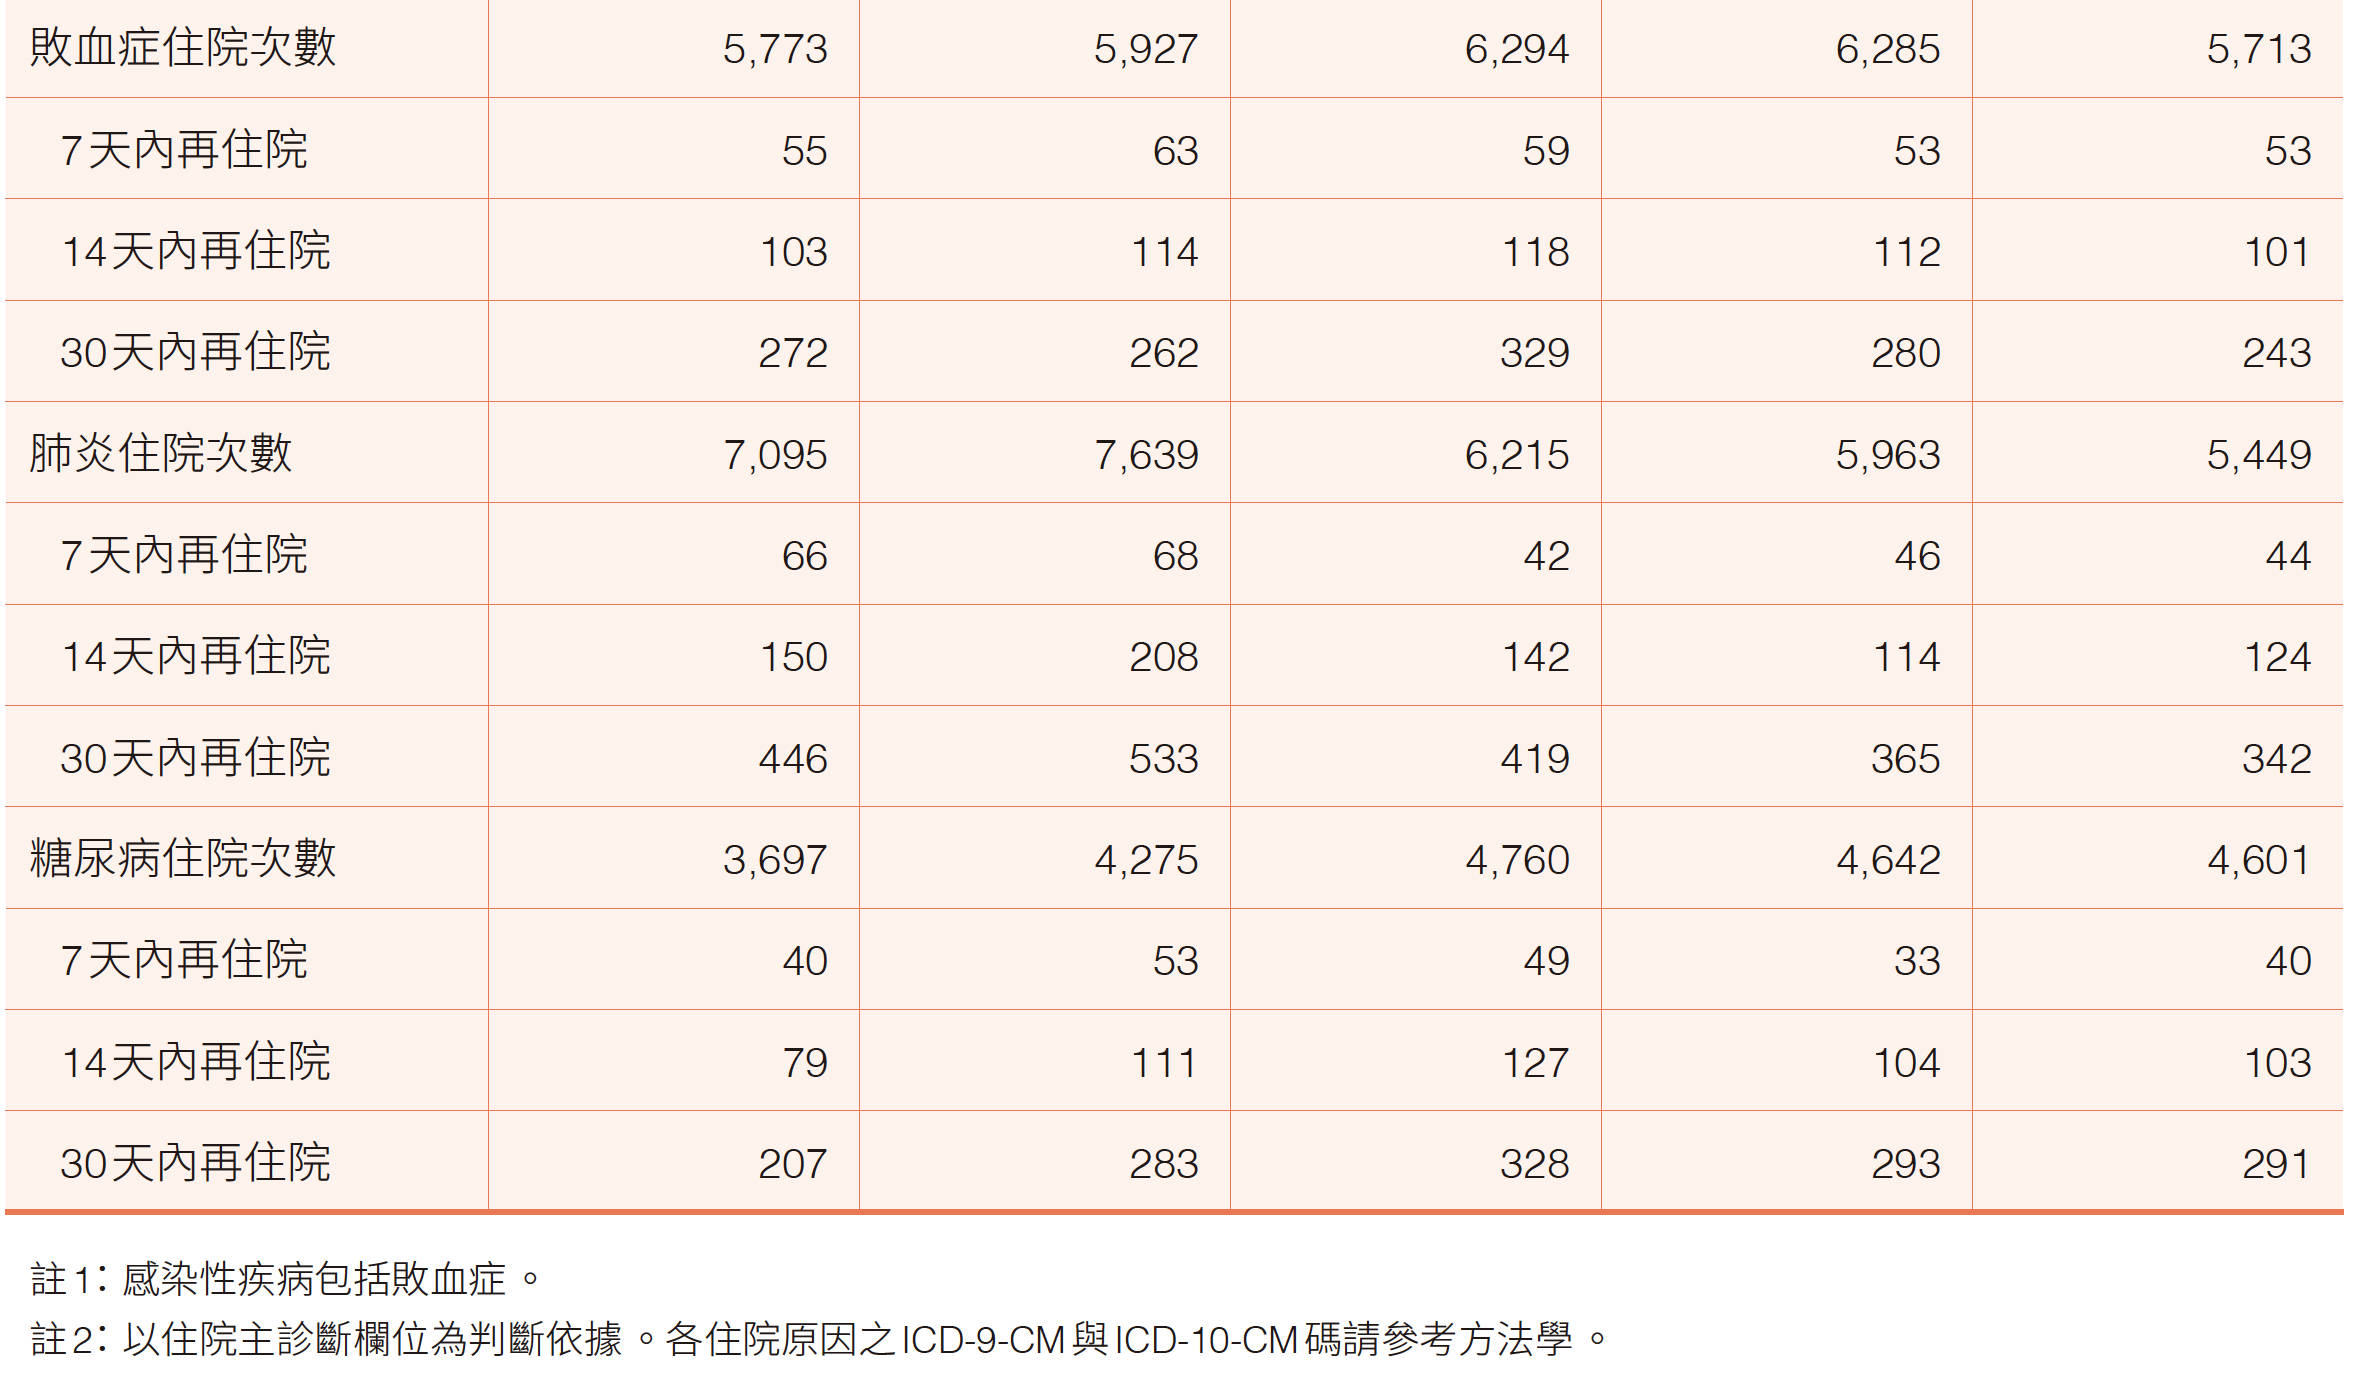 敗血症住院次數 5,773 5,927 6,294 6,285 5,713
7天內再住院 55 63 59 53 53
14天內再住院 103 114 118 112 101
30天內再住院 272 262 329 280 243
肺炎住院次數 7,095 7,639 6,215 5,963 5,449
7天內再住院 66 68 42 46 44
14天內再住院 150 208 142 114 124
30天內再住院 446 533 419 365 342
糖尿病住院次數 3,697 4,275 4,760 4,642 4,601
7天內再住院 40 53 49 33 40
14天內再住院 79 111 127 104 103
30天內再住院 207 283 328 293 291
註1：感染性疾病包括敗血症。
註2：以住院主診斷欄位為判斷依據。各住院原因之ICD-9-CM與ICD-10-CM碼請參考方法學。